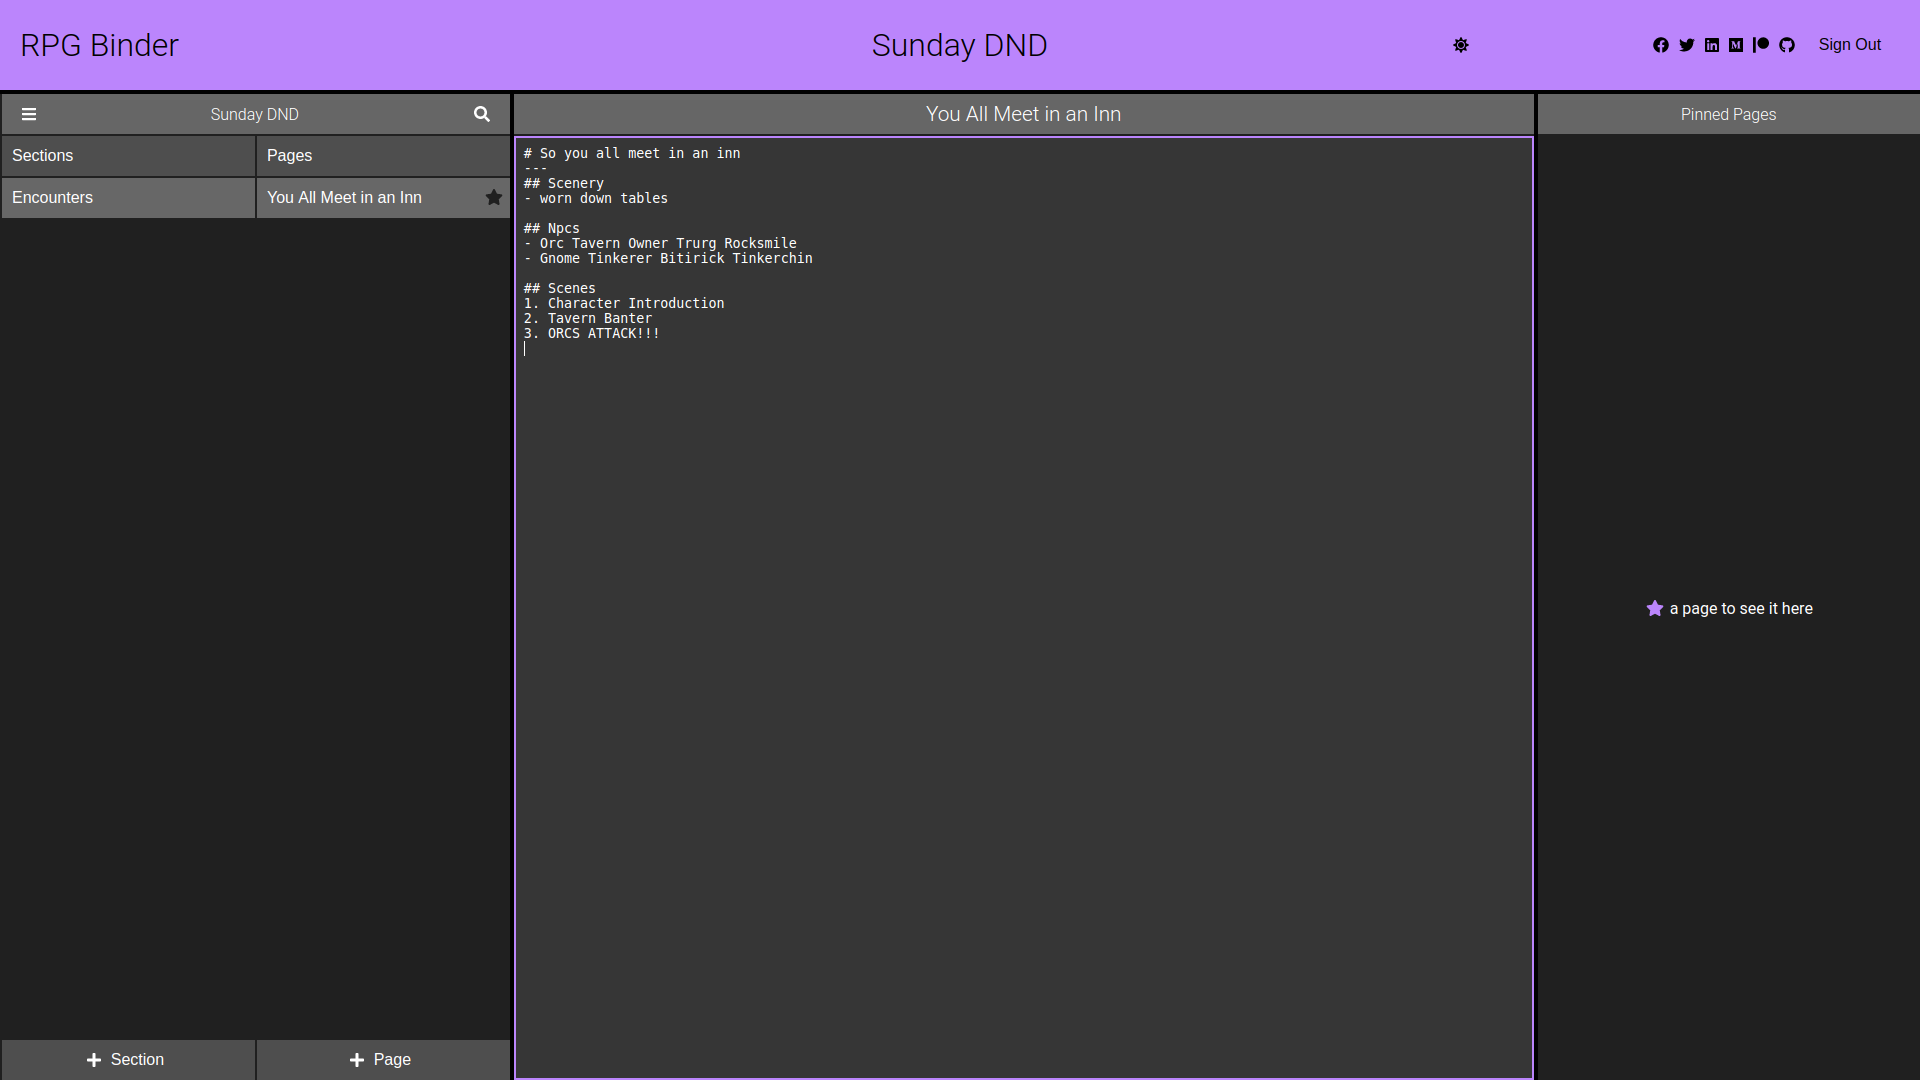 RPG Binder
Sunday DND
Sign Out
Sunday DND
Sections
Pages
Encounters
You All Meet in an Inn
You All Meet in an Inn
# So you all meet in an inn
---
## Scenery
- worn down tables
## Npcs
- Orc Tavern Owner Trurg Rocksmile
- Gnome Tinkerer Bitirick Tinkerchin
## Scenes
1. Character Introduction
2. Tavern Banter
3. ORCS ATTACK!!!
Pinned Pages
a page to see it here
Section
Page